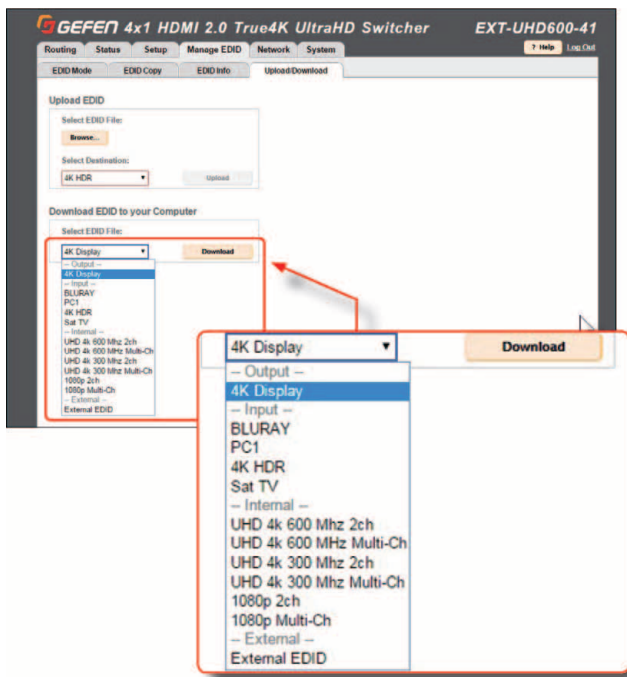 GEFEN 4x1 HDMI 2.0 True4K UltraHD Switcher EXT-UHD600-41
Routing Status Setup Manage EDID Network System ? Help Log Out
EDID Mode EDID Copy EDID Info Upload/Download
Upload EDID
Select EDID File:
Browse...
Select Destination:
4K HDR Upload
Download EDID to your Computer
Select EDID File:
4K Display Download
-- Output --
4K Display
-- Input --
BLURAY
PC1
4K HDR
Sat TV
-- Internal --
UHD 4k 600 Mhz 2ch
UHD 4k 600 MHz Multi-Ch
UHD 4k 300 Mhz 2ch
UHD 4k 300 Mhz Multi-Ch
1080p 2ch
1080p Multi-Ch
-- External --
External EDID
4K Display Download
-- Output --
4K Display
-- Input --
BLURAY
PC1
4K HDR
Sat TV
-- Internal --
UHD 4k 600 Mhz 2ch
UHD 4k 600 MHz Multi-Ch
UHD 4k 300 Mhz 2ch
UHD 4k 300 Mhz Multi-Ch
1080p 2ch
1080p Multi-Ch
-- External --
External EDID